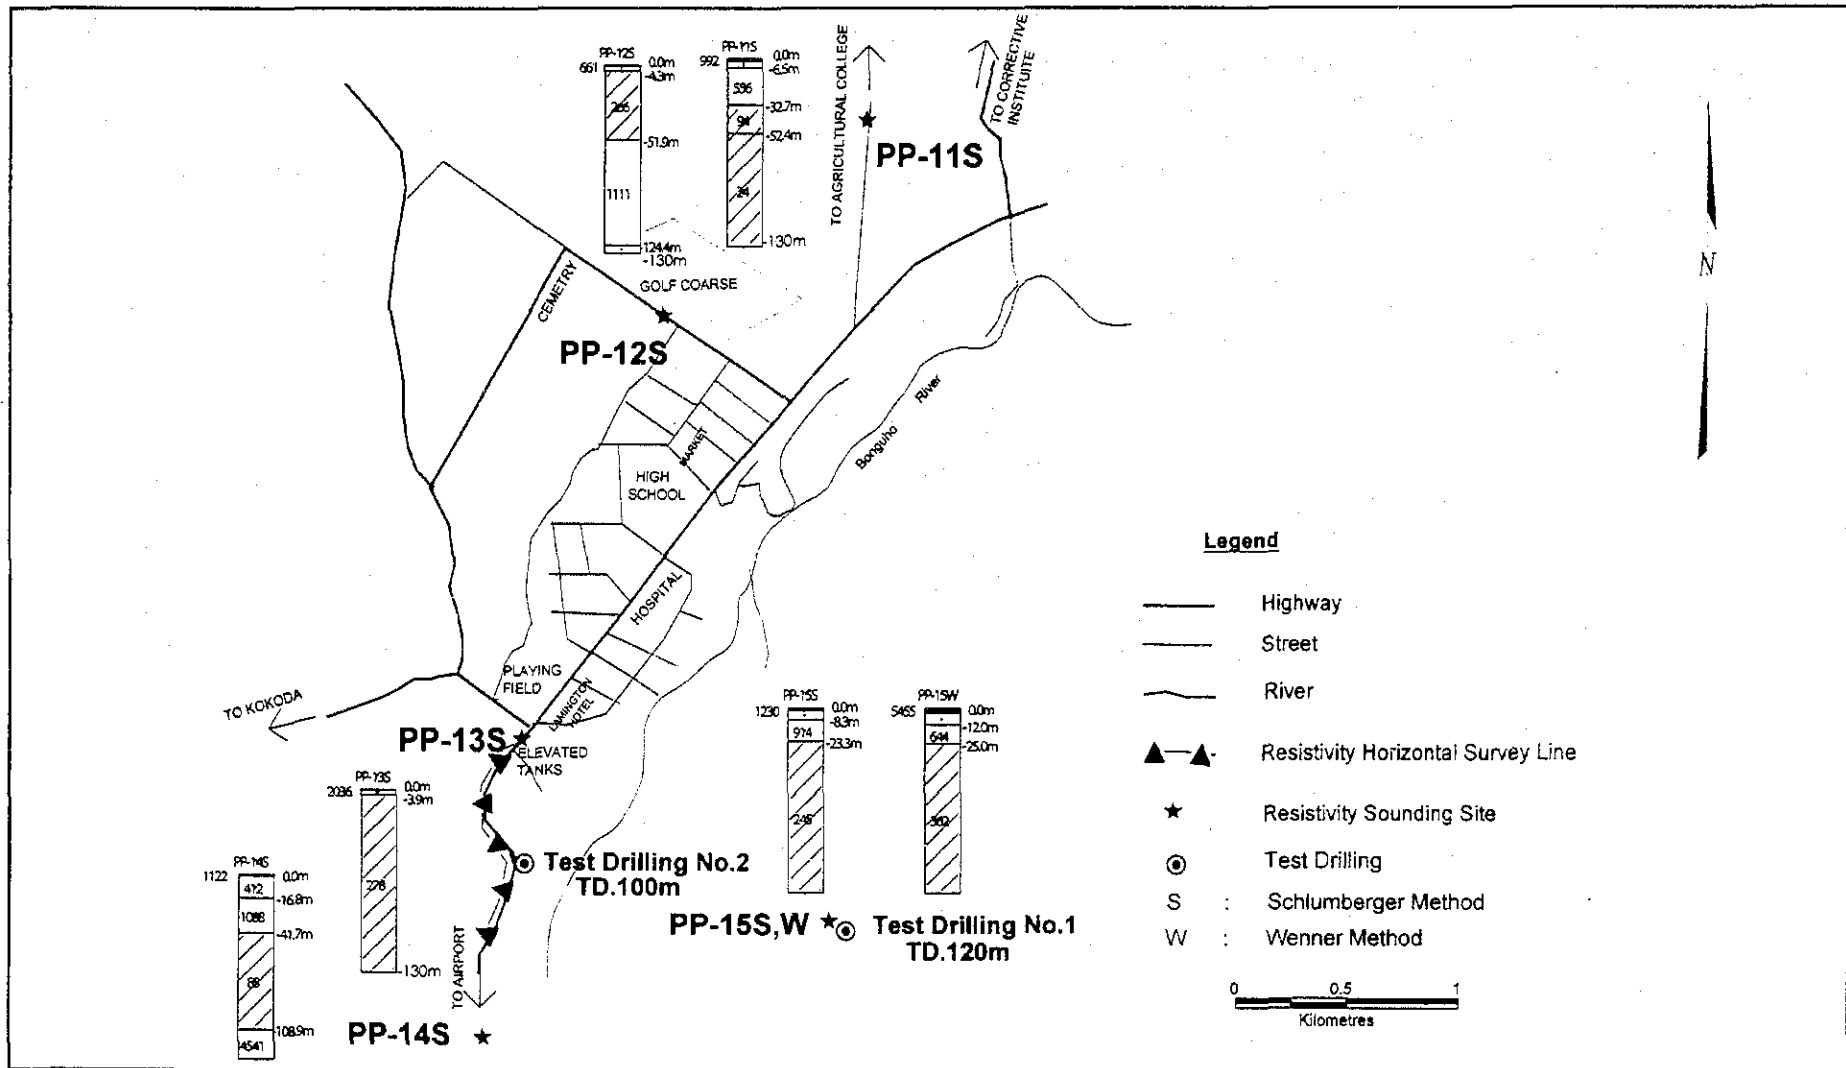 PP-12S
661
0.0m
-4.3m
266
-51.9m
1111
-124.4m
-130m
PP-11S
992
0.0m
-6.5m
536
-32.7m
94
-52.4m
24
-130m
TO AGRICULTURAL COLLEGE
TO CORRECTIVE
INSTITUITE
PP-11S
N
CEMETRY
GOLF COARSE
PP-12S
MARKET
HIGH
SCHOOL
Bonguho River
HOSPITAL
PLAYING
FIELD
LAMINGTON
HOTEL
TO KOKODA
PP-13S
ELEVATED
TANKS
PP-13S
2036
0.0m
-3.9m
278
-130m
PP-14S
1122
0.0m
412
-16.8m
1088
-41.7m
88
-108.9m
4541
TO AIRPORT
PP-14S
Test Drilling No.2
TD.100m
PP-15S
1230
0.0m
-8.3m
914
-23.3m
245
PP-15W
5455
0.0m
-12.0m
644
-25.0m
362
PP-15S,W
Test Drilling No.1
TD.120m
Legend
Highway
Street
River
Resistivity Horizontal Survey Line
Resistivity Sounding Site
Test Drilling
S : Schlumberger Method
W : Wenner Method
0 0.5 1
Kilometres